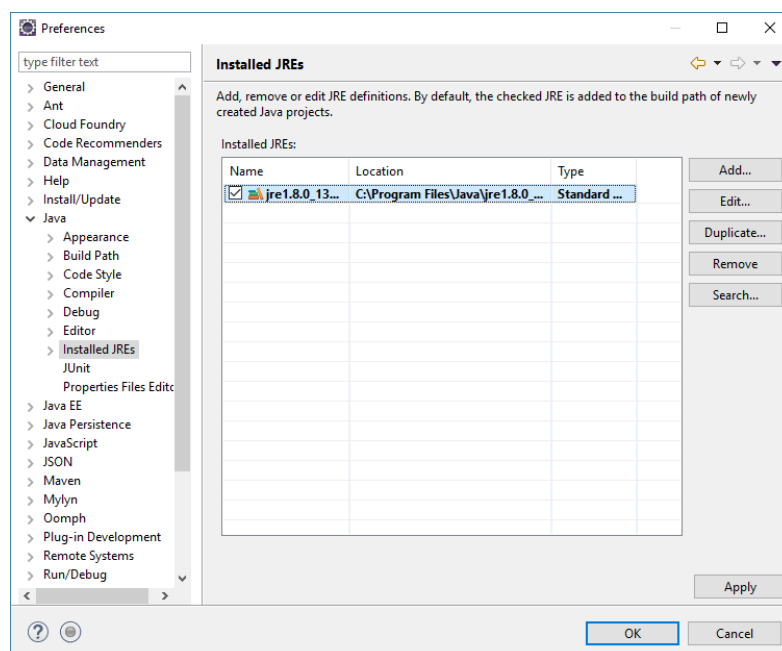 Preferences
type filter text
General
Ant
Cloud Foundry
Code Recommenders
Data Management
Help
Install/Update
Java
Appearance
Build Path
Code Style
Compiler
Debug
Editor
Installed JREs
JUnit
Properties Files Edito
Java EE
Java Persistence
JavaScript
JSON
Maven
Mylyn
Oomph
Plug-in Development
Remote Systems
Run/Debug
Installed JREs
Add, remove or edit JRE definitions. By default, the checked JRE is added to the build path of newly
created Java projects.
Installed JREs:
Name Location Type
jre1.8.0_13... C:\Program Files\Java\jre1.8.0_... Standard ...
Add...
Edit...
Duplicate...
Remove
Search...
Apply
OK Cancel